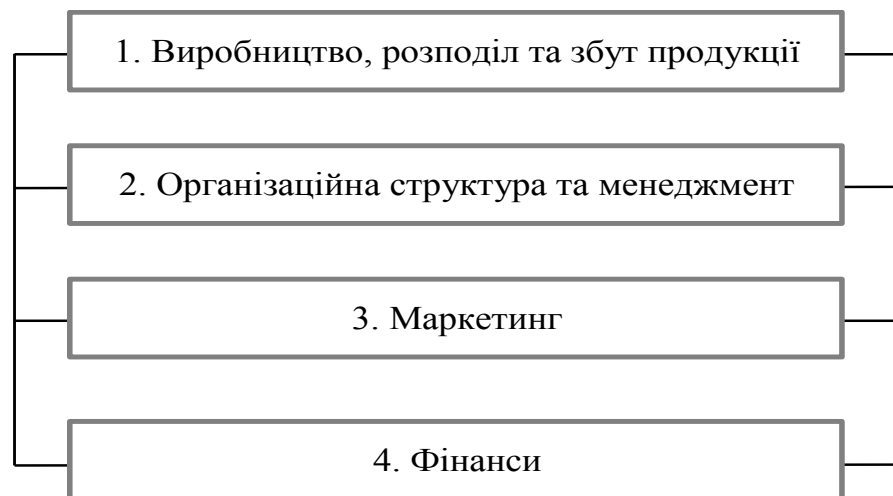 1. Виробництво, розподіл та збут продукції
2. Організаційна структура та менеджмент
3. Маркетинг
4. Фінанси